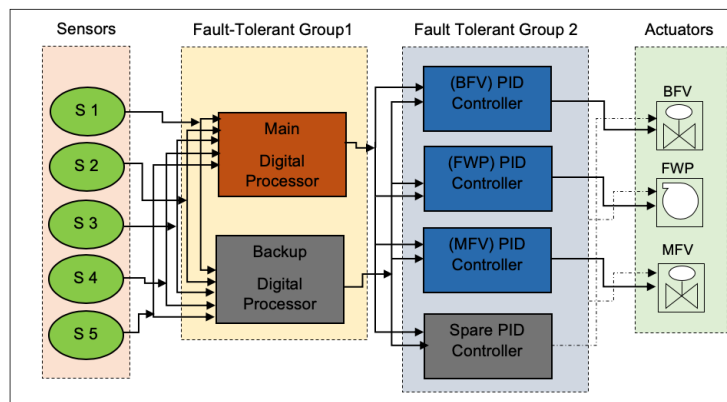 Sensors
S 1
S 2
S 3
S 4
S 5
Fault-Tolerant Group1
Main
Digital
Processor
Backup
Digital
Processor
Fault Tolerant Group 2
(BFV) PID
Controller
(FWP) PID
Controller
(MFV) PID
Controller
Spare PID
Controller
Actuators
BFV
FWP
MFV